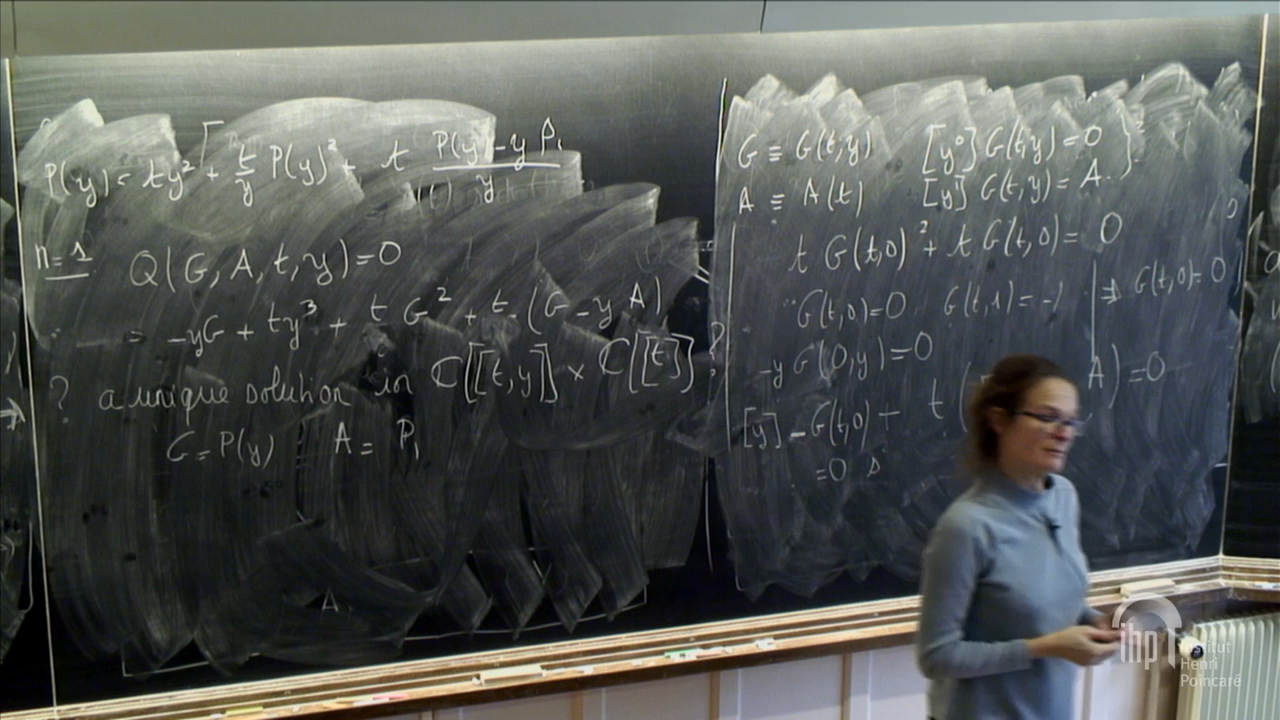 P(y) = ty² + t/y P(y)² + t (P(y) - y P₁)/y
n=1 Q(G, A, t, y) = 0
= -yG + ty³ + t G² + t (G - y A)
? a unique solution in ℂ[[t,y]] × ℂ[[t]] ?
G = P(y) A = P₁
A
G ≡ G(t,y) [y⁰] G(t,y) = 0
A ≡ A(t) [y] G(t,y) = A
t G(t,0)² + t G(t,0) = 0
G(t,0)=0 G(t,1)=-1 ⇒ G(t,0)=0
-y G(0,y) = 0
[y] - G(t,0) + t ( A) = 0
=0
ihp
Institut
Henri
Poincaré